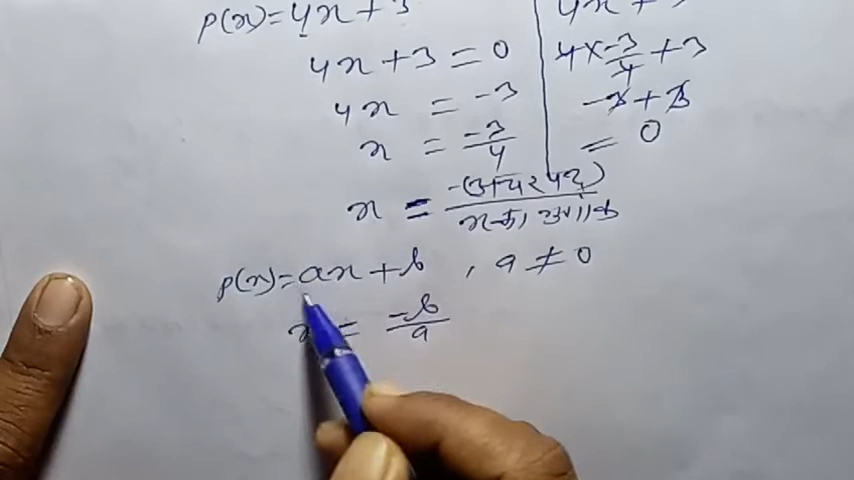 p(x)=4x+3
4x+3=0
4x = -3
x = -3/4
x = -(अचर पद)/x का गुणांक
p(x)=ax+b, a≠0
x = -b/a
4x+3
4×-3/4+3
-3+3
= 0